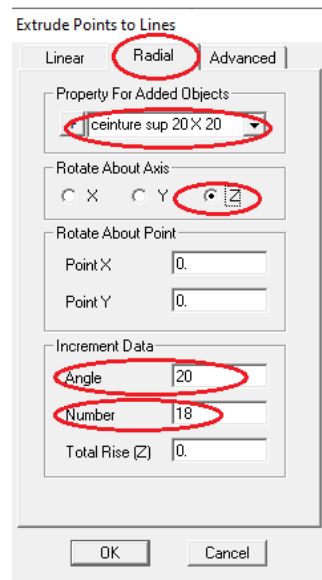 Extrude Points to Lines
Linear Radial Advanced
Property For Added Objects
+ ceinture sup 20 X 20
Rotate About Axis
X Y Z
Rotate About Point
Point X 0.
Point Y 0.
Increment Data
Angle 20
Number 18
Total Rise (Z) 0.
OK Cancel